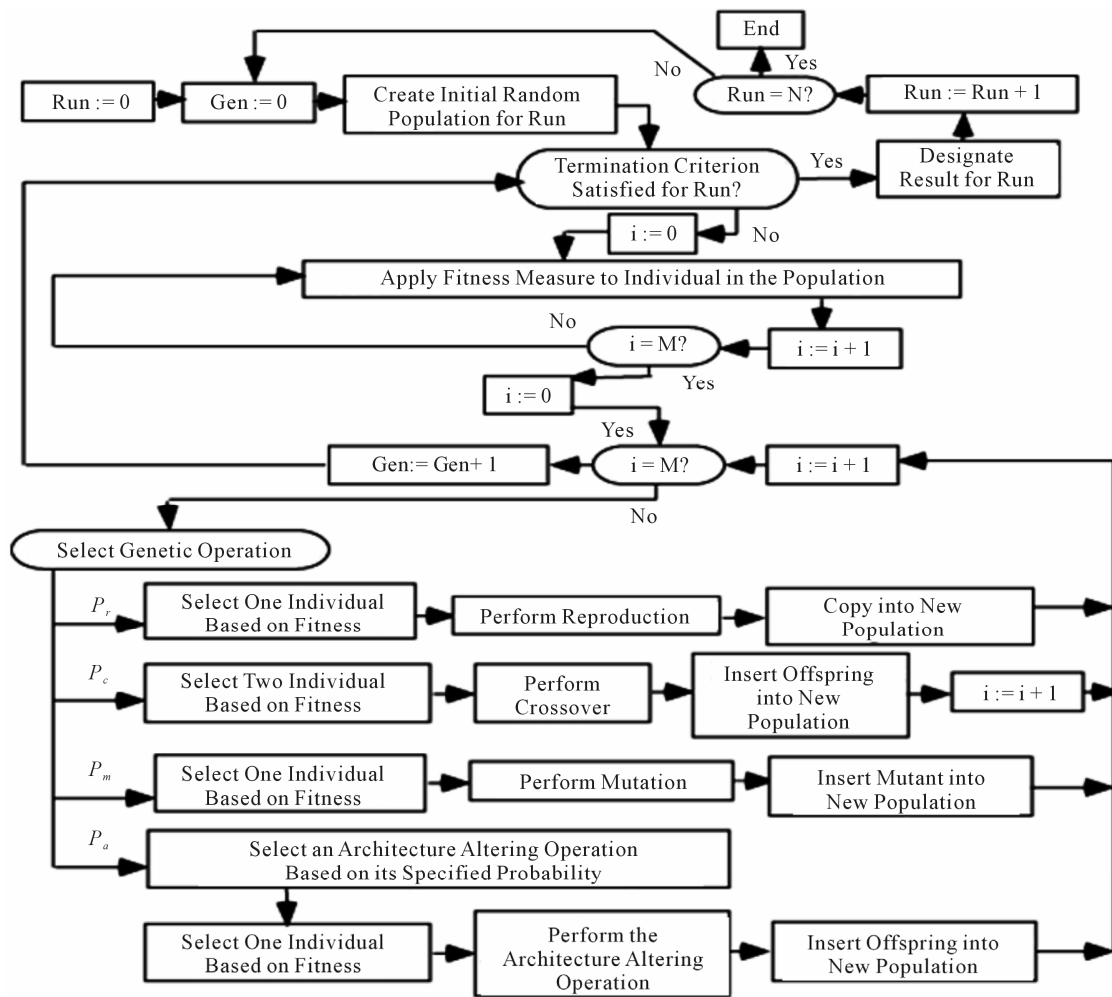 End
No
Yes
Run := 0
Gen := 0
Create Initial Random
Population for Run
Run = N?
Run := Run + 1
Termination Criterion
Satisfied for Run?
Yes
Designate
Result for Run
i := 0
No
Apply Fitness Measure to Individual in the Population
No
i = M?
i := i + 1
Yes
i := 0
Yes
Gen:= Gen+ 1
i = M?
i := i + 1
No
Select Genetic Operation
Pr
Select One Individual
Based on Fitness
Perform Reproduction
Copy into New
Population
Pc
Select Two Individual
Based on Fitness
Perform
Crossover
Insert Offspring
into New
Population
i := i + 1
Pm
Select One Individual
Based on Fitness
Perform Mutation
Insert Mutant into
New Population
Pa
Select an Architecture Altering Operation
Based on its Specified Probability
Select One Individual
Based on Fitness
Perform the
Architecture Altering
Operation
Insert Offspring into
New Population